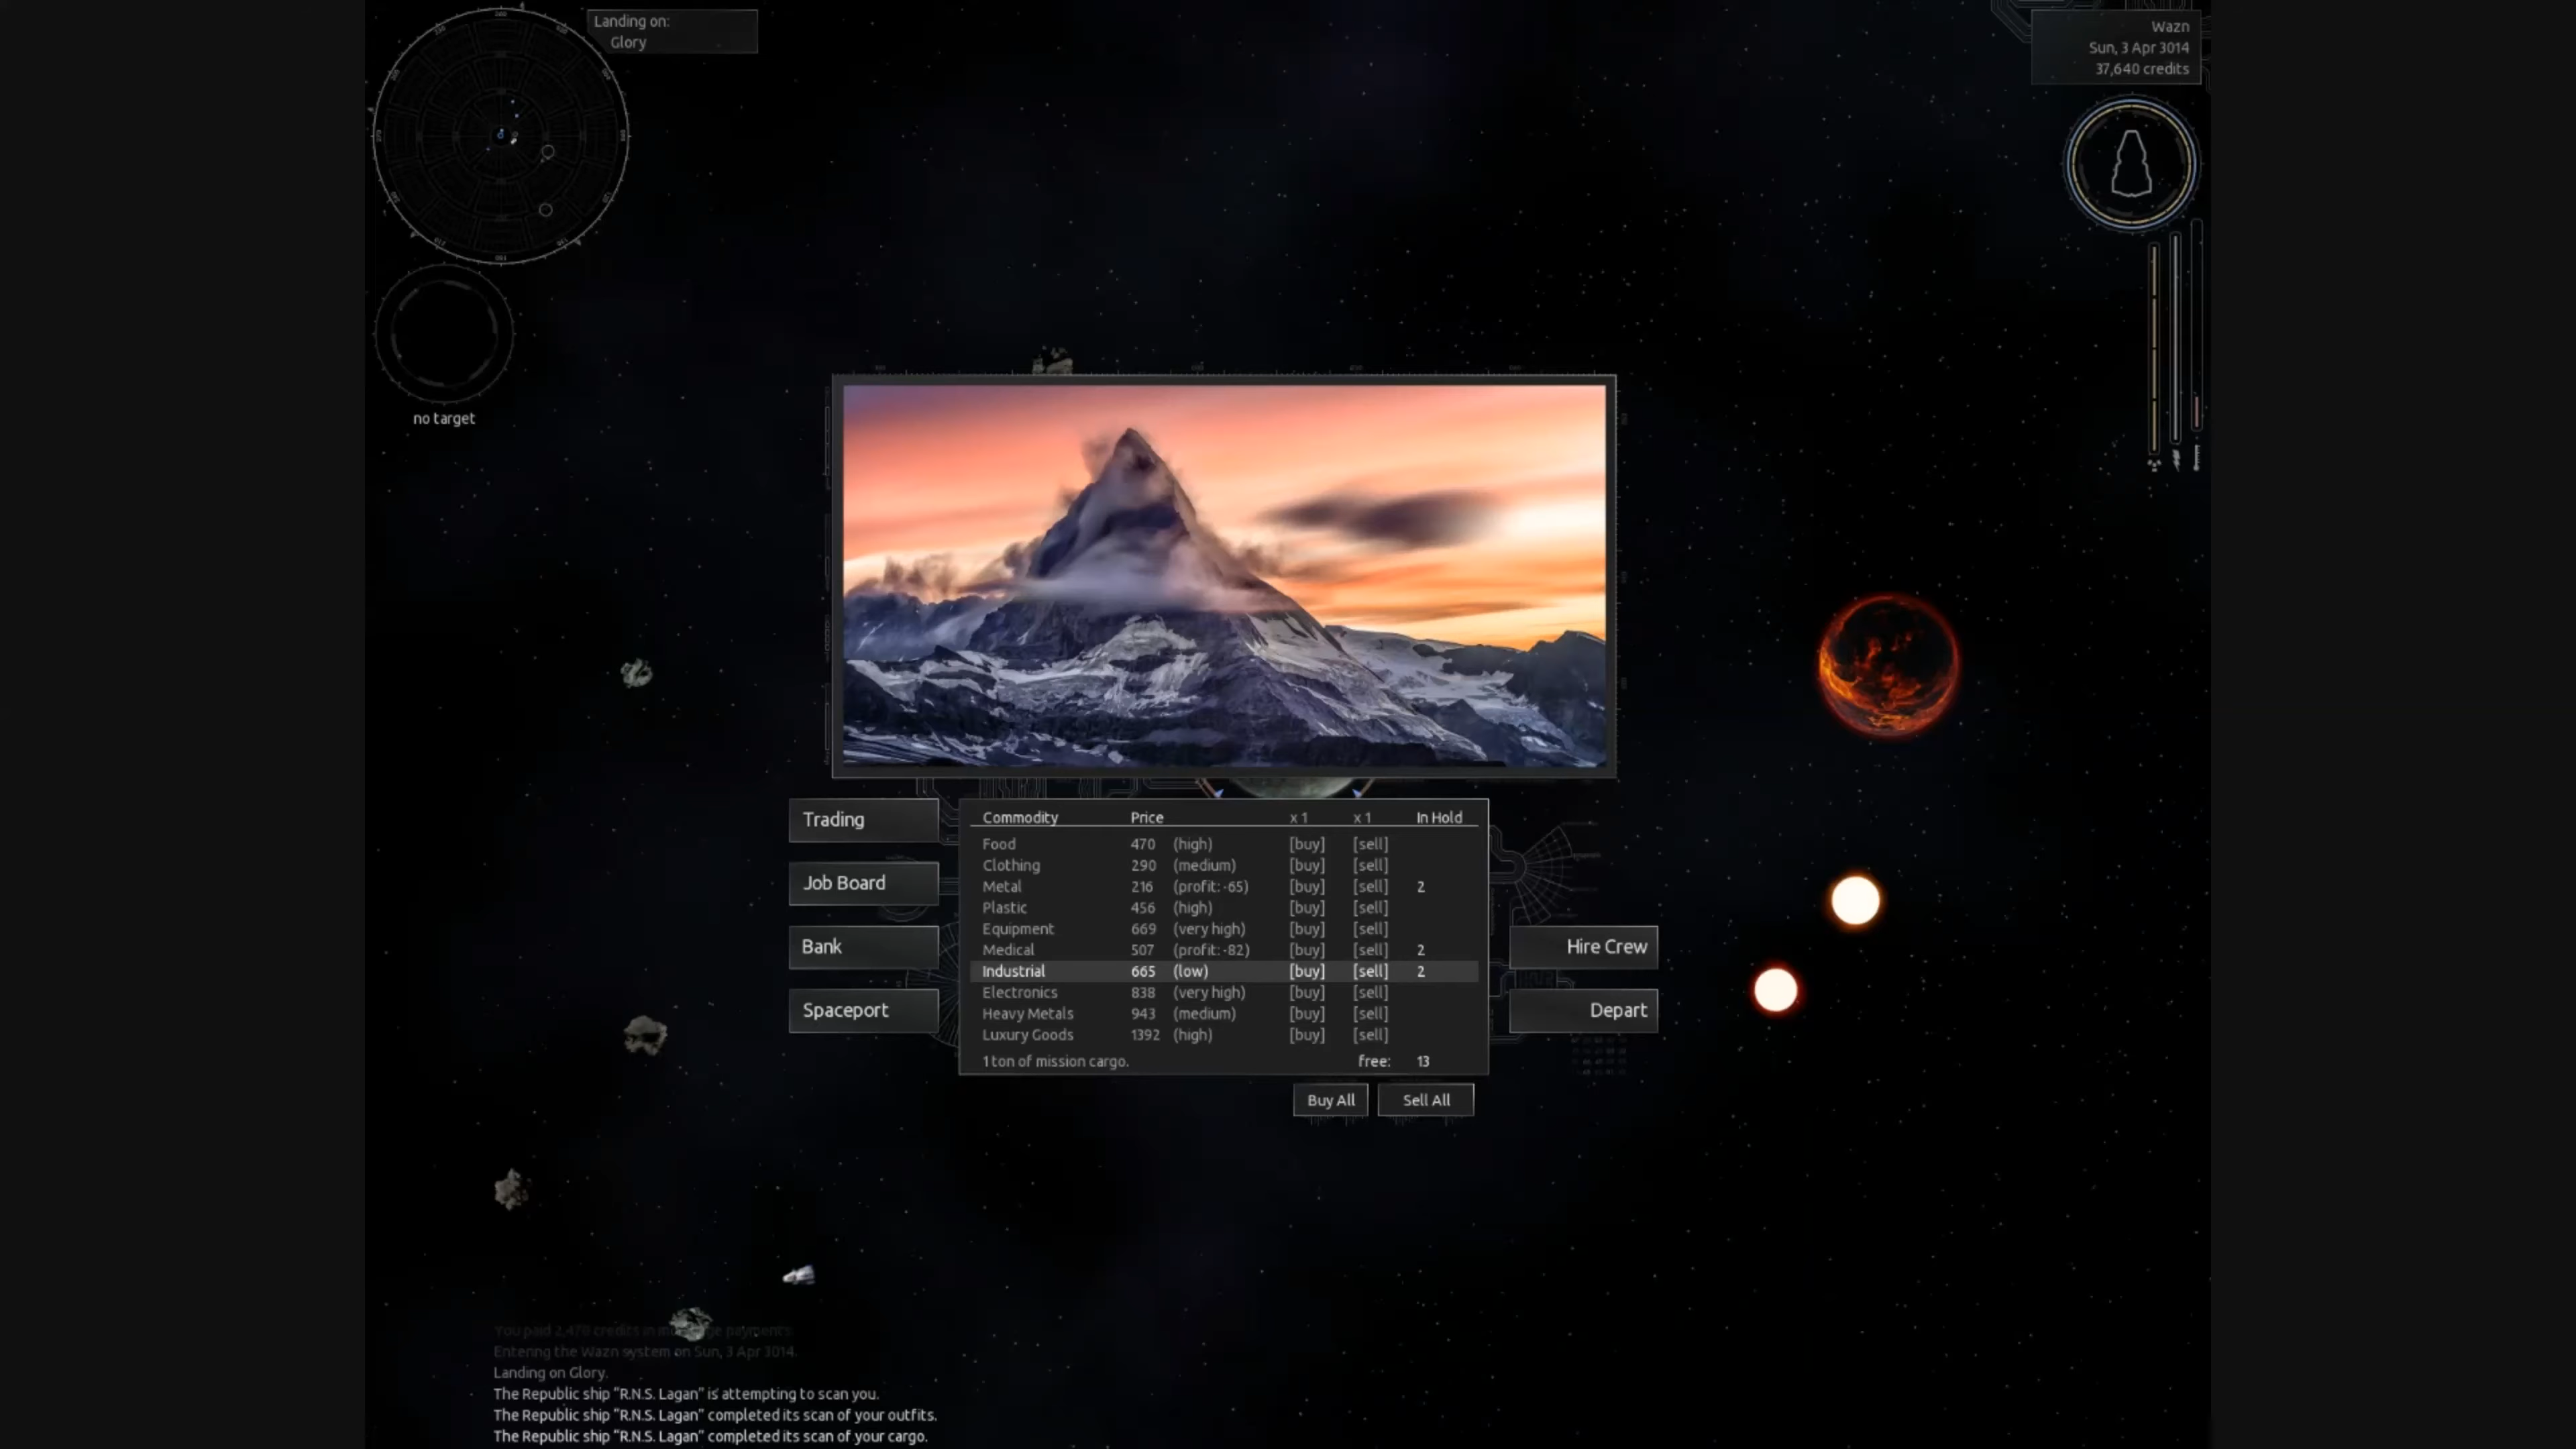 Landing on:
Glory
Wazn
Sun, 3 Apr 3014
37,640 credits
no target
Trading
Job Board
Bank
Spaceport
Commodity Price x 1 x 1 In Hold
Food 470 (high) [buy] [sell]
Clothing 290 (medium) [buy] [sell]
Metal 216 (profit: -65) [buy] [sell] 2
Plastic 456 (high) [buy] [sell]
Equipment 669 (very high) [buy] [sell]
Medical 507 (profit: -82) [buy] [sell] 2
Industrial 665 (low) [buy] [sell] 2
Electronics 838 (very high) [buy] [sell]
Heavy Metals 943 (medium) [buy] [sell]
Luxury Goods 1392 (high) [buy] [sell]
1 ton of mission cargo. free: 13
Hire Crew
Depart
Buy All
Sell All
You paid 2,470 credits in payments.
Entering the Wazn system on Sun, 3 Apr 3014.
Landing on Glory.
The Republic ship "R.N.S. Lagan" is attempting to scan you.
The Republic ship "R.N.S. Lagan" completed its scan of your outfits.
The Republic ship "R.N.S. Lagan" completed its scan of your cargo.